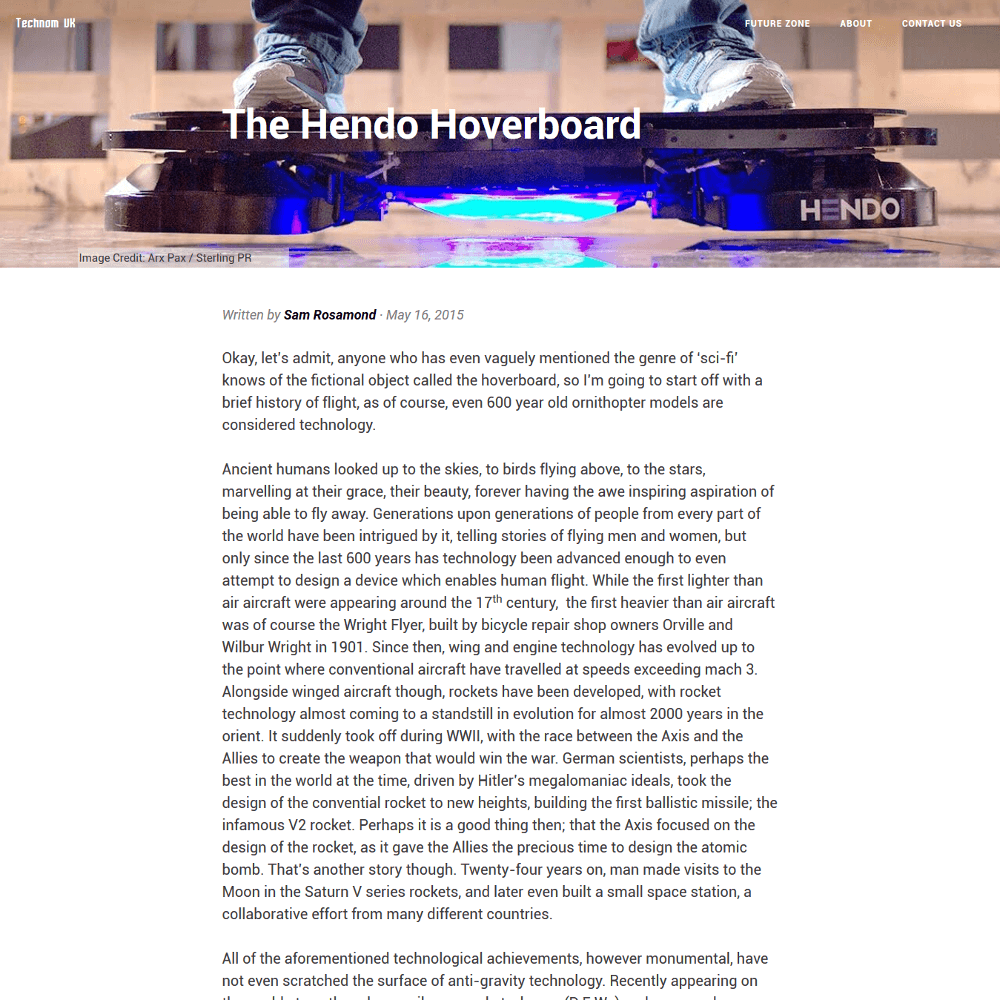 Technom UK
FUTURE ZONE
ABOUT
CONTACT US
The Hendo Hoverboard
HENDO
Image Credit: Arx Pax / Sterling PR
Written by Sam Rosamond · May 16, 2015
Okay, let’s admit, anyone who has even vaguely mentioned the genre of ‘sci-fi’
knows of the fictional object called the hoverboard, so I’m going to start off with a
brief history of flight, as of course, even 600 year old ornithopter models are
considered technology.
Ancient humans looked up to the skies, to birds flying above, to the stars,
marvelling at their grace, their beauty, forever having the awe inspiring aspiration of
being able to fly away. Generations upon generations of people from every part of
the world have been intrigued by it, telling stories of flying men and women, but
only since the last 600 years has technology been advanced enough to even
attempt to design a device which enables human flight. While the first lighter than
air aircraft were appearing around the 17th century,  the first heavier than air aircraft
was of course the Wright Flyer, built by bicycle repair shop owners Orville and
Wilbur Wright in 1901. Since then, wing and engine technology has evolved up to
the point where conventional aircraft have travelled at speeds exceeding mach 3.
Alongside winged aircraft though, rockets have been developed, with rocket
technology almost coming to a standstill in evolution for almost 2000 years in the
orient. It suddenly took off during WWII, with the race between the Axis and the
Allies to create the weapon that would win the war. German scientists, perhaps the
best in the world at the time, driven by Hitler’s megalomaniac ideals, took the
design of the convential rocket to new heights, building the first ballistic missile; the
infamous V2 rocket. Perhaps it is a good thing then; that the Axis focused on the
design of the rocket, as it gave the Allies the precious time to design the atomic
bomb. That’s another story though. Twenty-four years on, man made visits to the
Moon in the Saturn V series rockets, and later even built a small space station, a
collaborative effort from many different countries.
All of the aforementioned technological achievements, however monumental, have
not even scratched the surface of anti-gravity technology. Recently appearing on